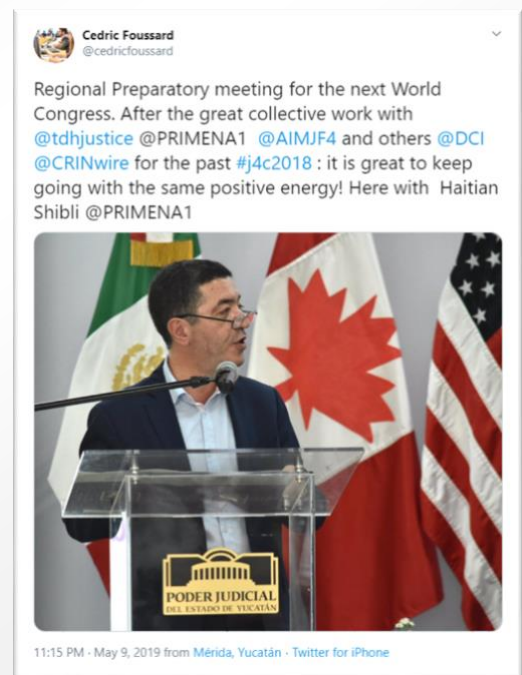 Cedric Foussard
@cedricfoussard
Regional Preparatory meeting for the next World
Congress. After the great collective work with
@tdhjustice @PRIMENA1 @AIMJF4 and others @DCI
@CRINwire for the past #j4c2018 : it is great to keep
going with the same positive energy! Here with Haitian
Shibli @PRIMENA1
PODER JUDICIAL
DEL ESTADO DE YUCATÁN
11:15 PM · May 9, 2019 from Mérida, Yucatán · Twitter for iPhone